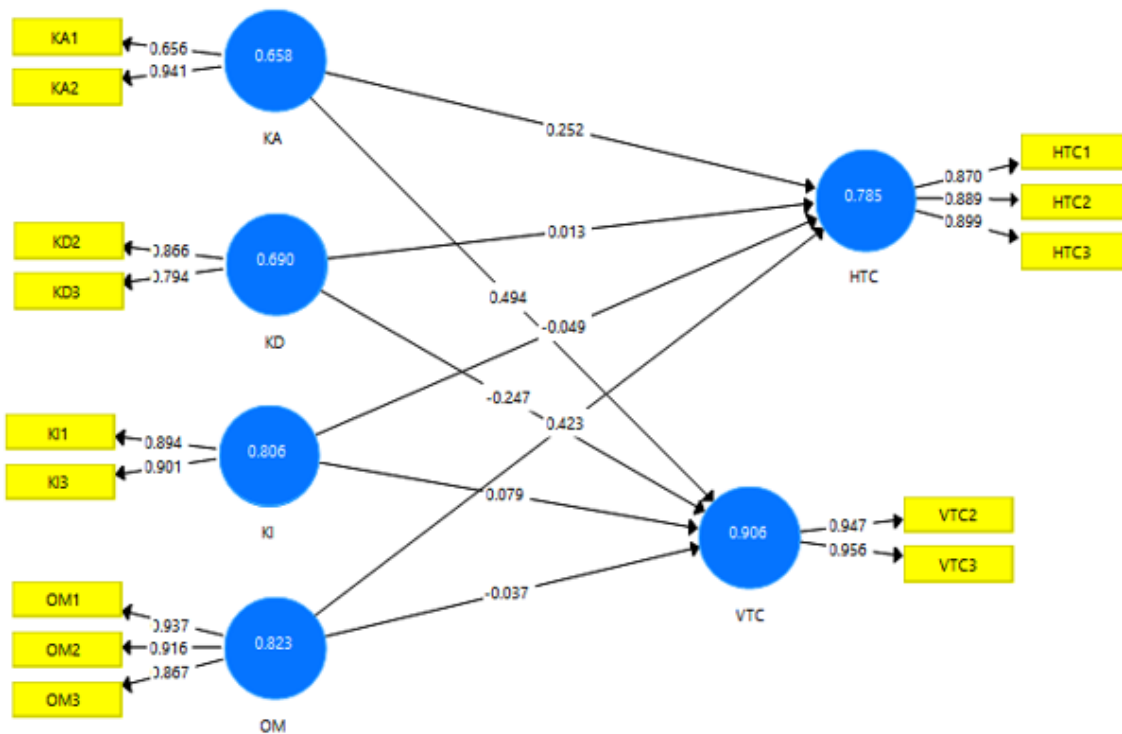 KA1
0.656
KA2
0.941
0.658
KA
0.252
HTC1
0.870
HTC2
0.889
HTC3
0.899
0.785
HTC
KD2
0.866
KD3
0.794
0.690
KD
0.013
0.494
-0.049
-0.247
0.423
KI1
0.894
KI3
0.901
0.806
KI
0.079
VTC2
0.947
VTC3
0.956
0.906
VTC
-0.037
OM1
0.937
OM2
0.916
OM3
0.867
0.823
OM